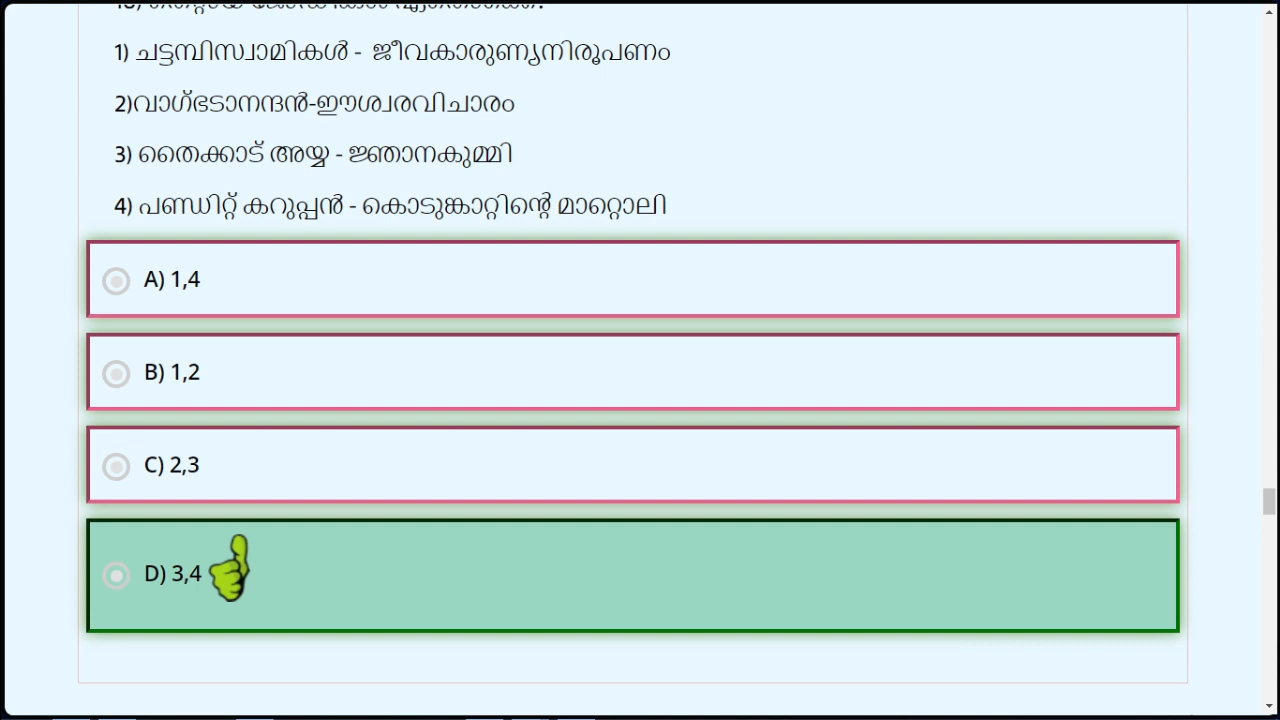 1) ചട്ടമ്പിസ്വാമികൾ - ജീവകാരുണ്യനിരൂപണം
2)വാഗ്ഭടാനന്ദൻ-ഈശ്വരവിചാരം
3) തൈക്കാട് അയ്യ - ജ്ഞാനകുമ്മി
4) പണ്ഡിറ്റ് കറുപ്പൻ - കൊടുങ്കാറ്റിന്റെ മാറ്റൊലി
A) 1,4
B) 1,2
C) 2,3
D) 3,4